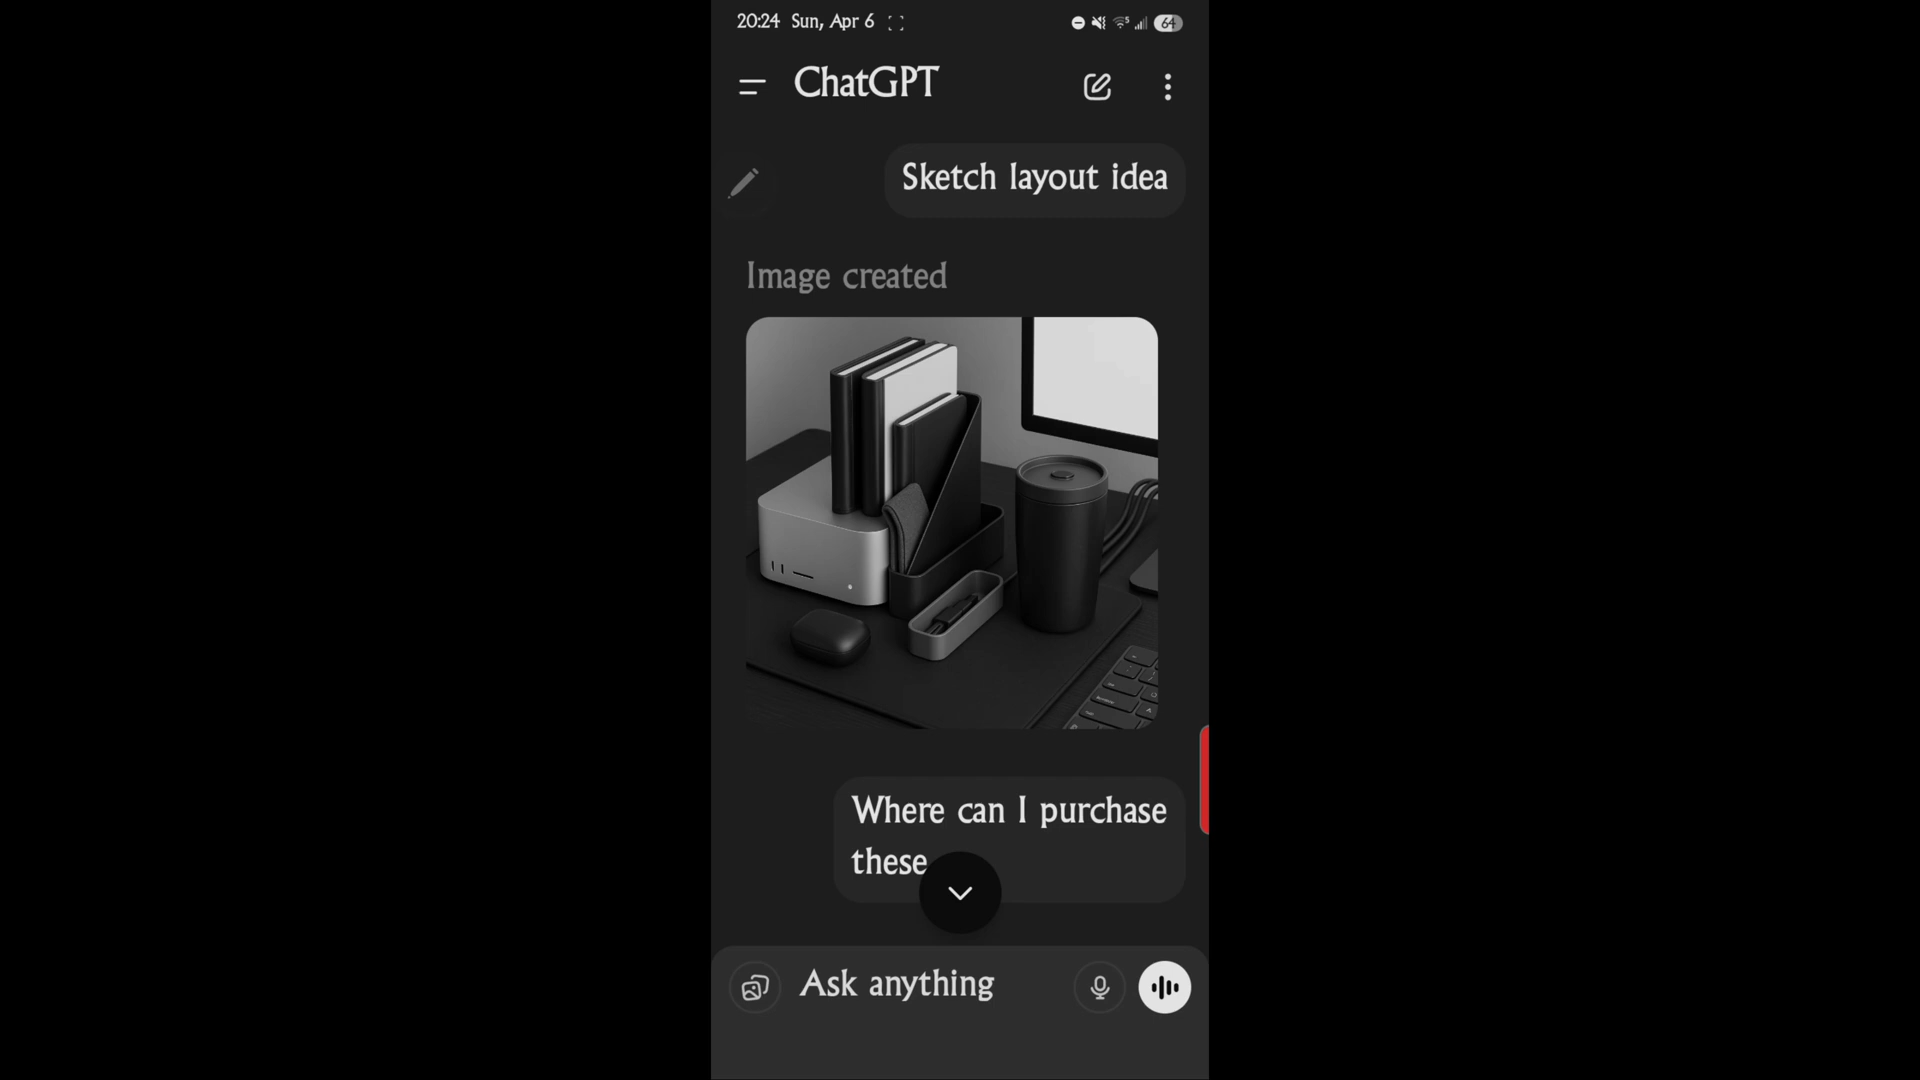 20:24 Sun, Apr 6 64
ChatGPT
Sketch layout idea
Image created
Where can I purchase
these
Ask anything